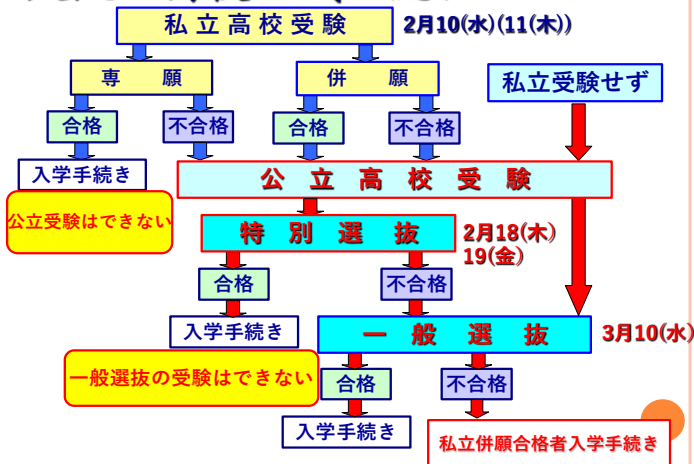 私立高校受験
2月10(水)(11(木))
専願
併願
私立受験せず
合格
不合格
合格
不合格
入学手続き
公立高校受験
公立受験はできない
特別選抜
2月18(木)
19(金)
合格
不合格
入学手続き
一般選抜
3月10(水)
一般選抜の受験はできない
合格
不合格
入学手続き
私立併願合格者入学手続き